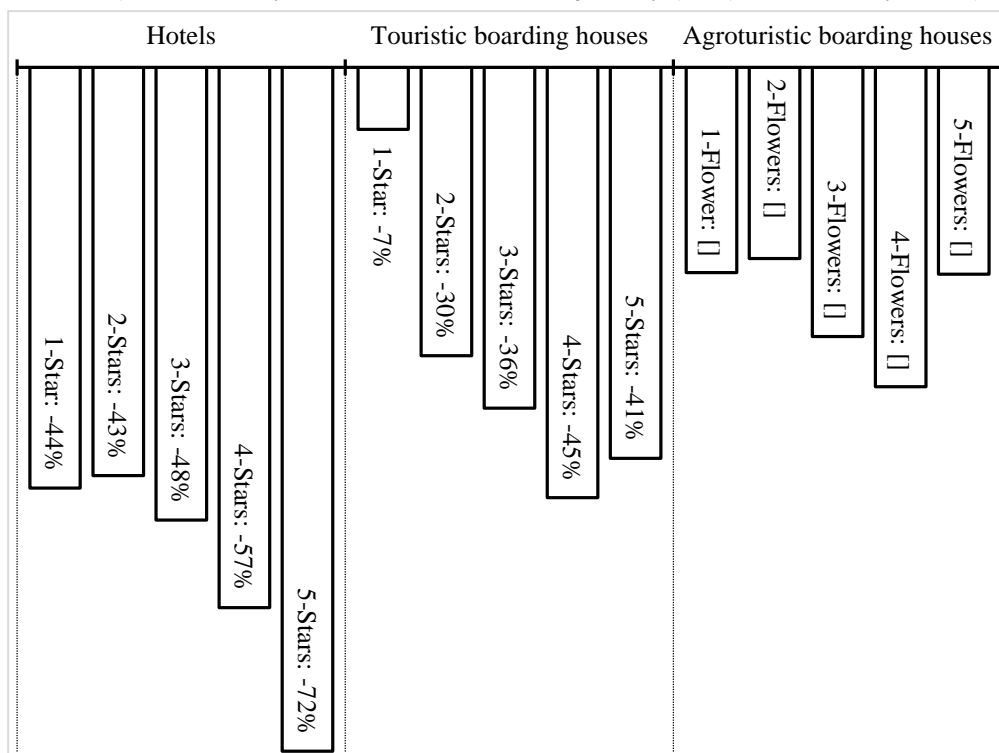 Hotels
Touristic boarding houses
Agroturistic boarding houses
1-Star: -44%
2-Stars: -43%
3-Stars: -48%
4-Stars: -57%
5-Stars: -72%
1-Star: -7%
2-Stars: -30%
3-Stars: -36%
4-Stars: -45%
5-Stars: -41%
1-Flower: []
2-Flowers: []
3-Flowers: []
4-Flowers: []
5-Flowers: []